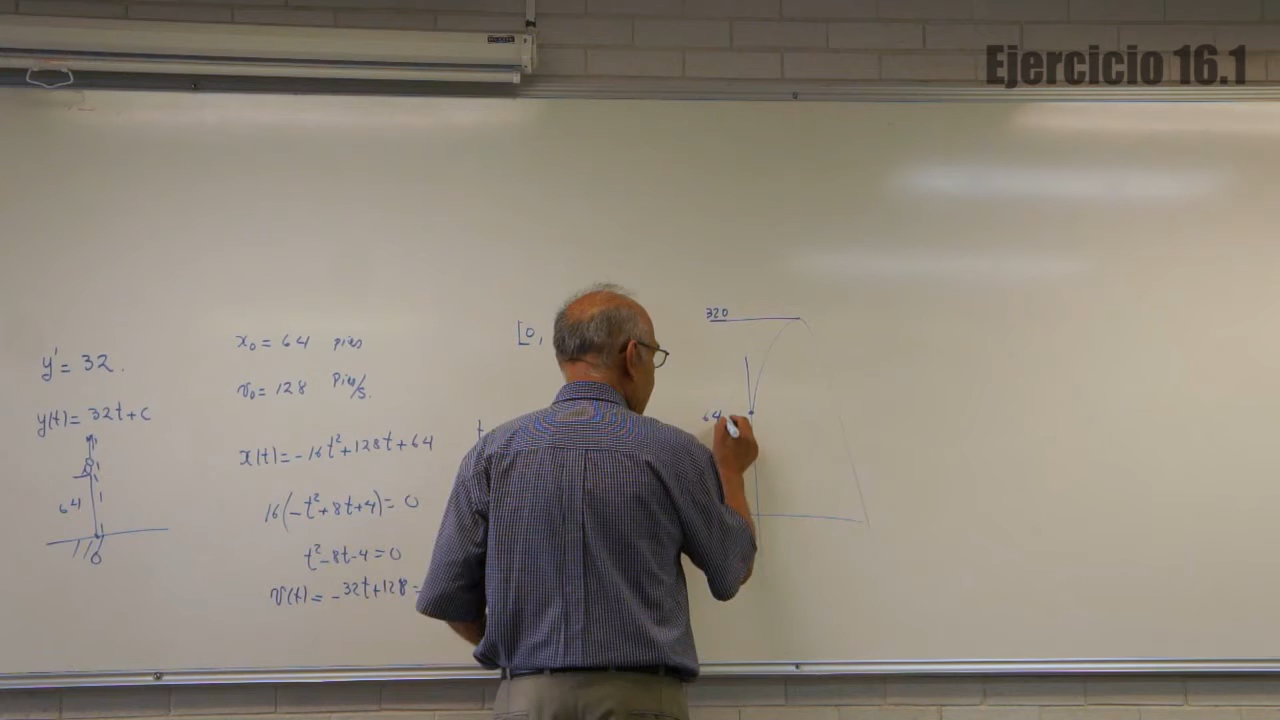 Ejercicio 16.1
y' = 32.
y(t) = 32t + c
64
0
x₀ = 64 pies
v₀ = 128 pies/s.
x(t) = -16t² + 128t + 64
16(-t² + 8t + 4) = 0
t² - 8t - 4 = 0
v(t) = -32t + 128 =
[0,
t
320
64